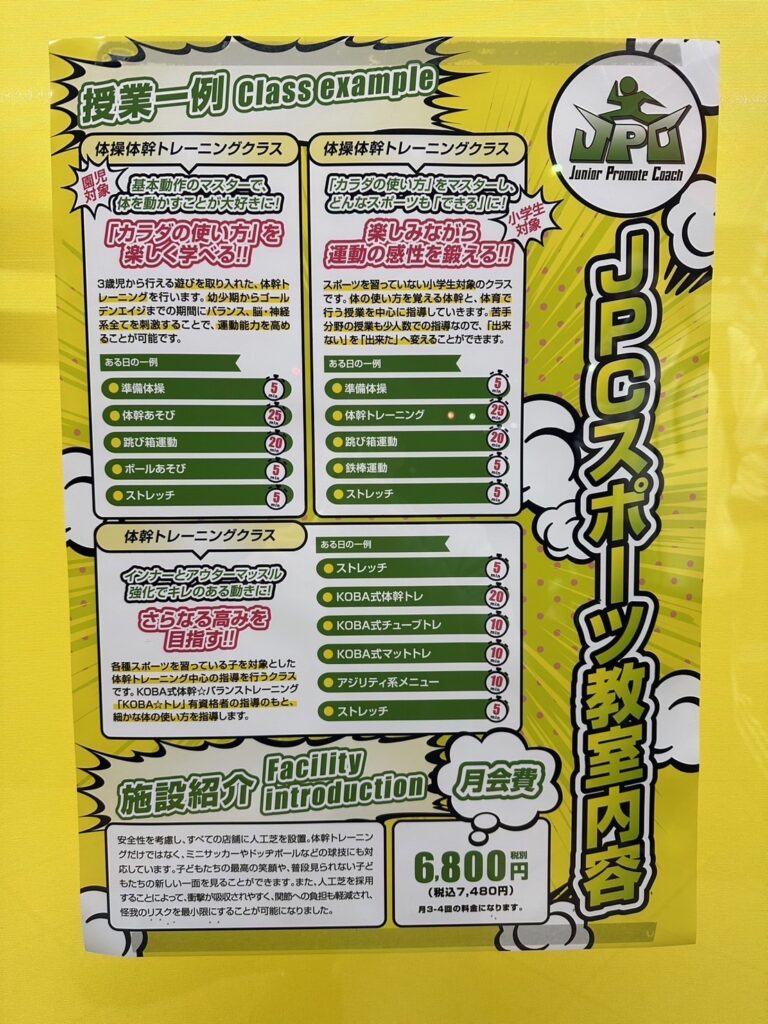 授業一例 Class example
JPC
Junior Promote Coach
JPCスポーツ教室内容
体操体幹トレーニングクラス
園児
対象
基本動作のマスターで、
体を動かすことが大好きに!
「カラダの使い方」を
楽しく学べる!!
3歳児から行える遊びを取り入れた、体幹ト
レーニングを行います。幼少期からゴール
デンエイジまでの期間にバランス、脳・神経
系全てを刺激することで、運動能力を高め
ることが可能です。
ある日の一例
準備体操 5min
体幹あそび 25min
跳び箱運動 20min
ボールあそび 5min
ストレッチ 5min
体操体幹トレーニングクラス
小学生
対象
「カラダの使い方」をマスターし、
どんなスポーツも「できる」に!
楽しみながら
運動の感性を鍛える!!
スポーツを習っていない小学生対象のクラス
です。体の使い方を覚える体幹と、体育で
行う授業を中心に指導していきます。苦手
分野の授業も少人数での指導なので、「出来
ない」を「出来た」へ変えることができます。
ある日の一例
準備体操 5min
体幹トレーニング 25min
跳び箱運動 20min
鉄棒運動 5min
ストレッチ 5min
体幹トレーニングクラス
インナーとアウターマッスル
強化でキレのある動きに!
さらなる高みを
目指す!!
各種スポーツを習っている子を対象とした
体幹トレーニング中心の指導を行うクラス
です。KOBA式体幹☆バランストレーニング
「KOBA☆トレ」有資格者の指導のもと、
細かな体の使い方を指導します。
ある日の一例
ストレッチ 5min
KOBA式体幹トレ 20min
KOBA式チューブトレ 10min
KOBA式マットトレ 10min
アジリティ系メニュー 10min
ストレッチ 5min
施設紹介 Facility introduction
安全性を考慮し、すべての店舗に人工芝を設置。体幹トレーニン
グだけではなく、ミニサッカーやドッヂボールなどの球技にも対
応しています。子どもたちの最高の笑顔や、普段見られない子ど
もたちの新しい一面を見ることができます。また、人工芝を採用
することによって、衝撃が吸収されやすく、関節への負担も軽減され、
怪我のリスクを最小限にすることが可能になりました。
月会費
6,800円 税別
(税込7,480円)
月3-4回の料金になります。